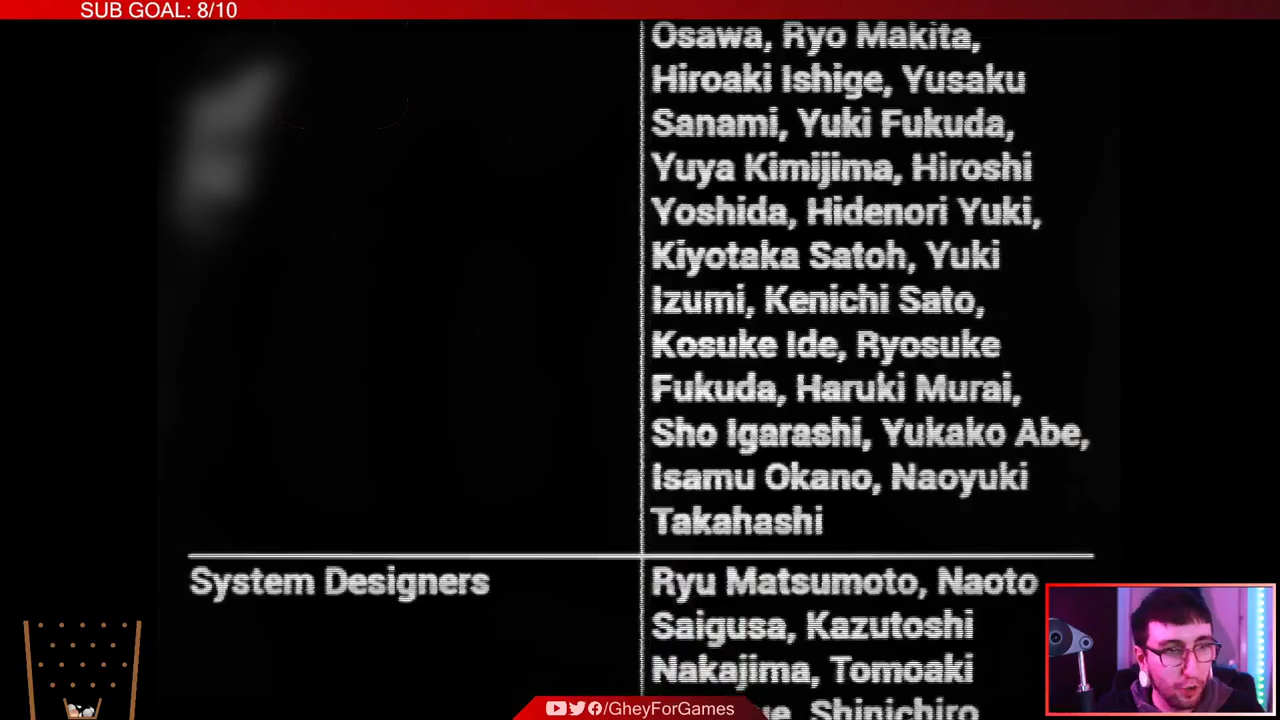 SUB GOAL: 8/10
Osawa, Ryo Makita,
Hiroaki Ishige, Yusaku
Sanami, Yuki Fukuda,
Yuya Kimijima, Hiroshi
Yoshida, Hidenori Yuki,
Kiyotaka Satoh, Yuki
Izumi, Kenichi Sato,
Kosuke Ide, Ryosuke
Fukuda, Haruki Murai,
Sho Igarashi, Yukako Abe,
Isamu Okano, Naoyuki
Takahashi
System Designers
Ryu Matsumoto, Naoto
Saigusa, Kazutoshi
Nakajima, Tomoaki
Shinichiro
/GheyForGames